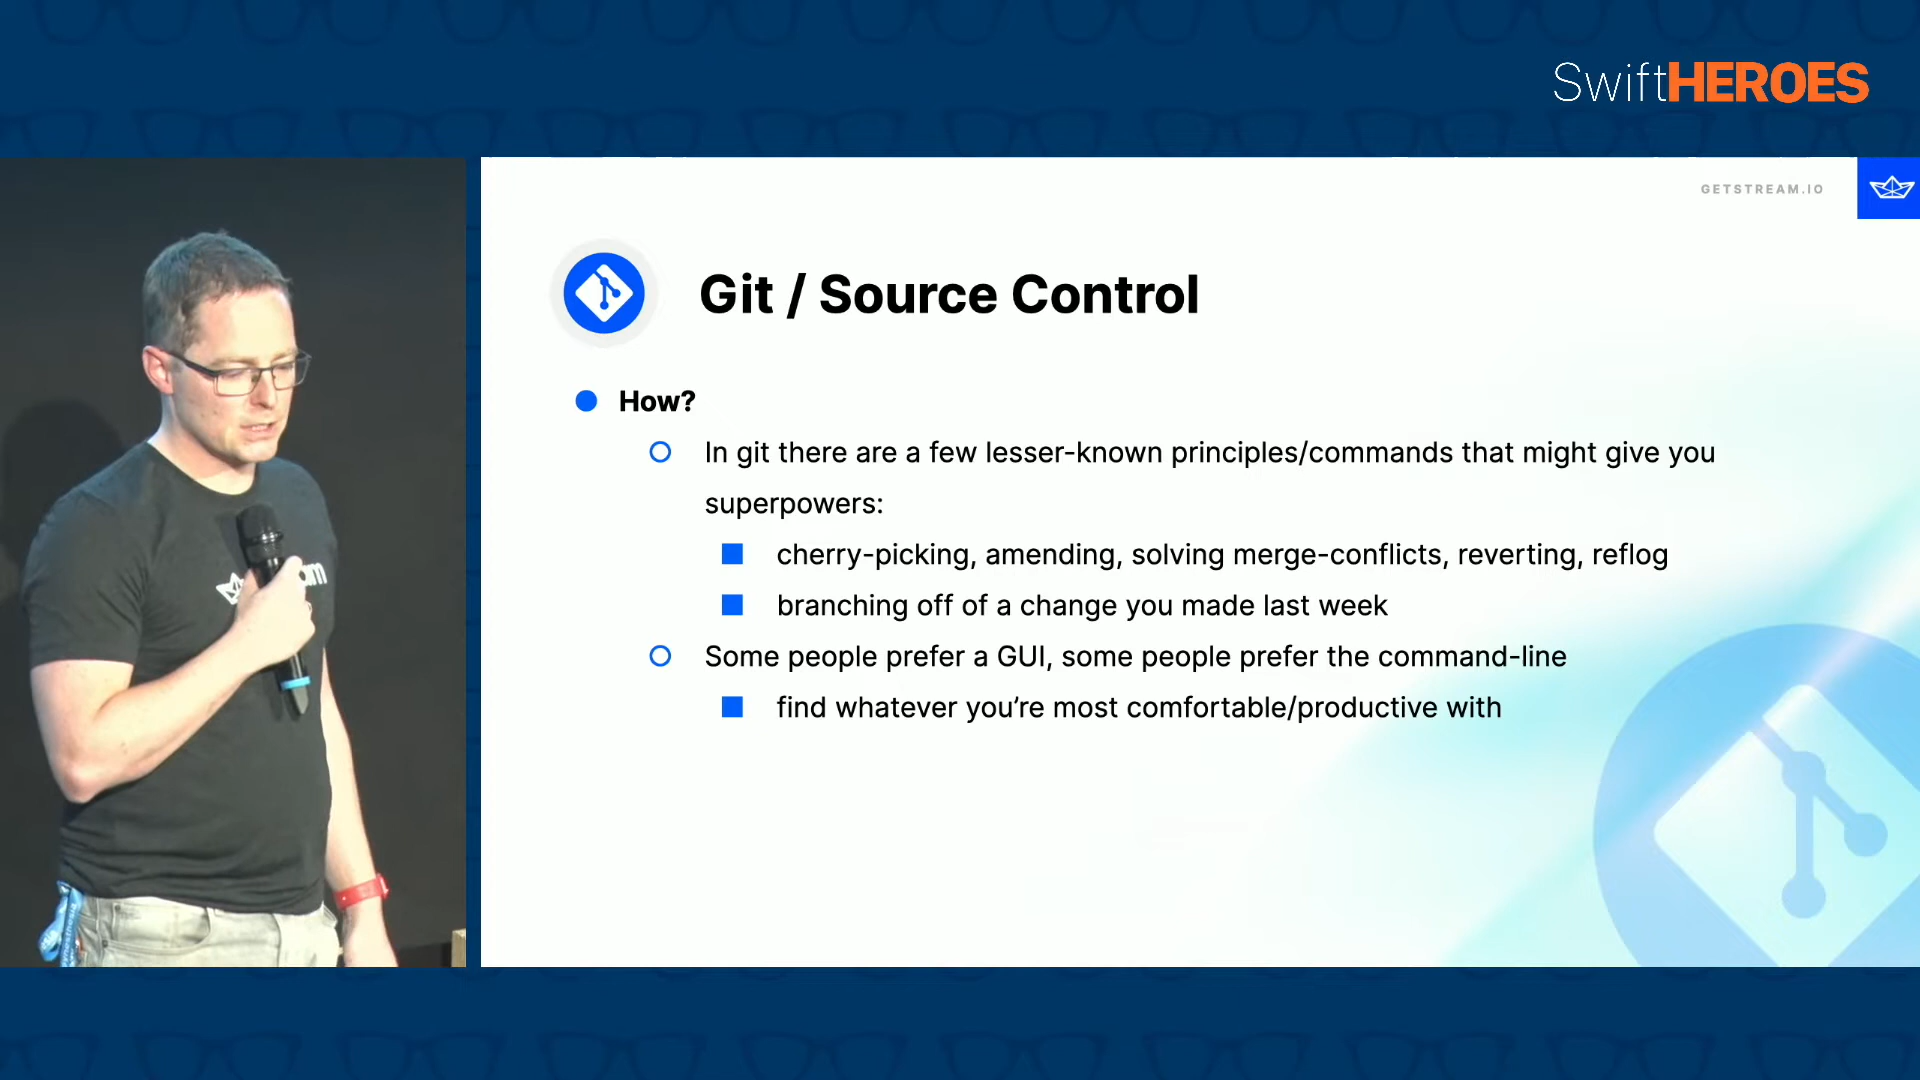 SwiftHEROES
GETSTREAM.IO
Git / Source Control
How?
In git there are a few lesser-known principles/commands that might give you
superpowers:
cherry-picking, amending, solving merge-conflicts, reverting, reflog
branching off of a change you made last week
Some people prefer a GUI, some people prefer the command-line
find whatever you’re most comfortable/productive with